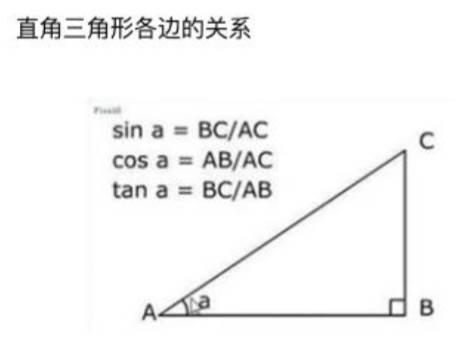 直角三角形各边的关系
sin a = BC/AC
cos a = AB/AC
tan a = BC/AB
C
a
A
B